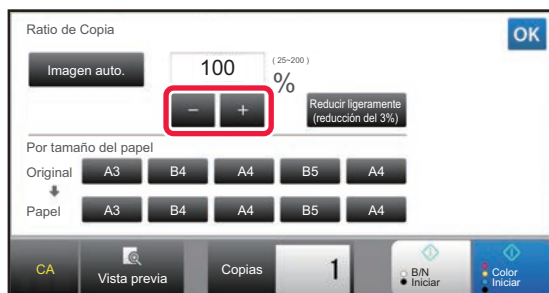 Ratio de Copia
OK
Imagen auto.
100
(25~200)
%
- +
Reducir ligeramente
(reducción del 3%)
Por tamaño del papel
Original A3 B4 A4 B5 A4
Papel A3 B4 A4 B5 A4
CA
Vista previa
Copias
1
B/N
Iniciar
Color
Iniciar